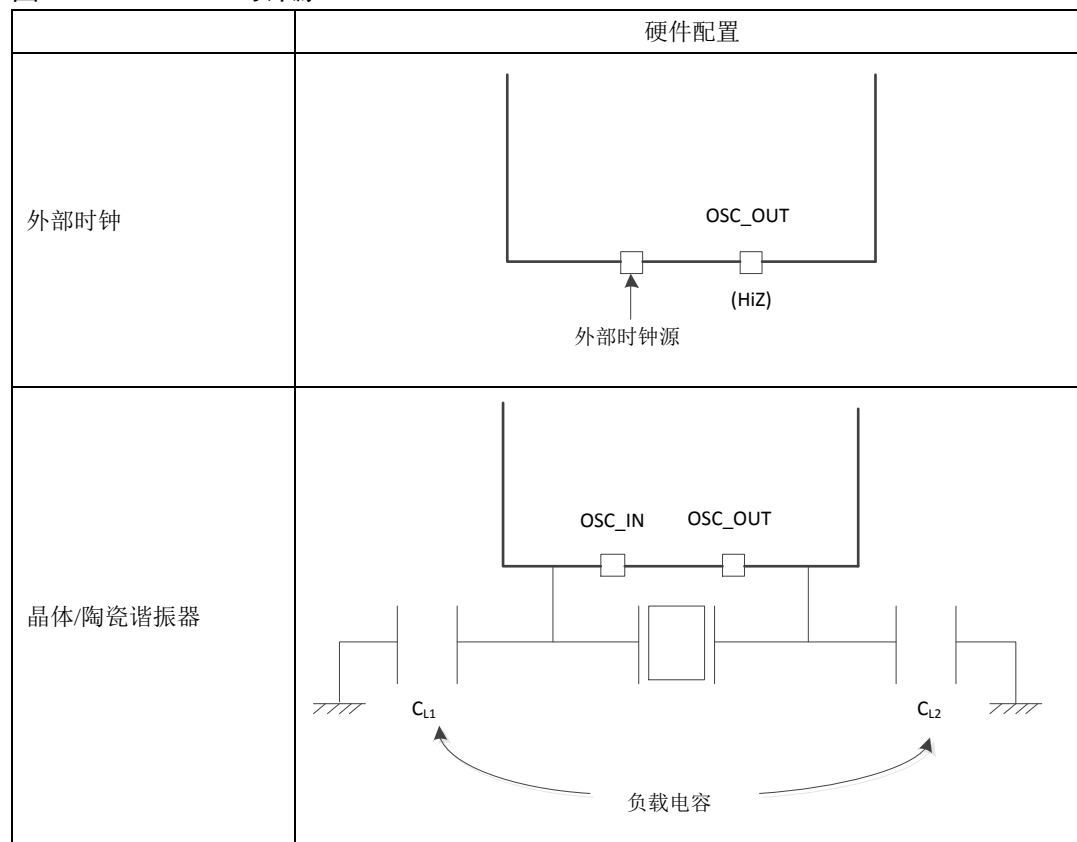 硬件配置
外部时钟
OSC_OUT
(HiZ)
外部时钟源
晶体/陶瓷谐振器
OSC_IN OSC_OUT
CL1 CL2
负载电容